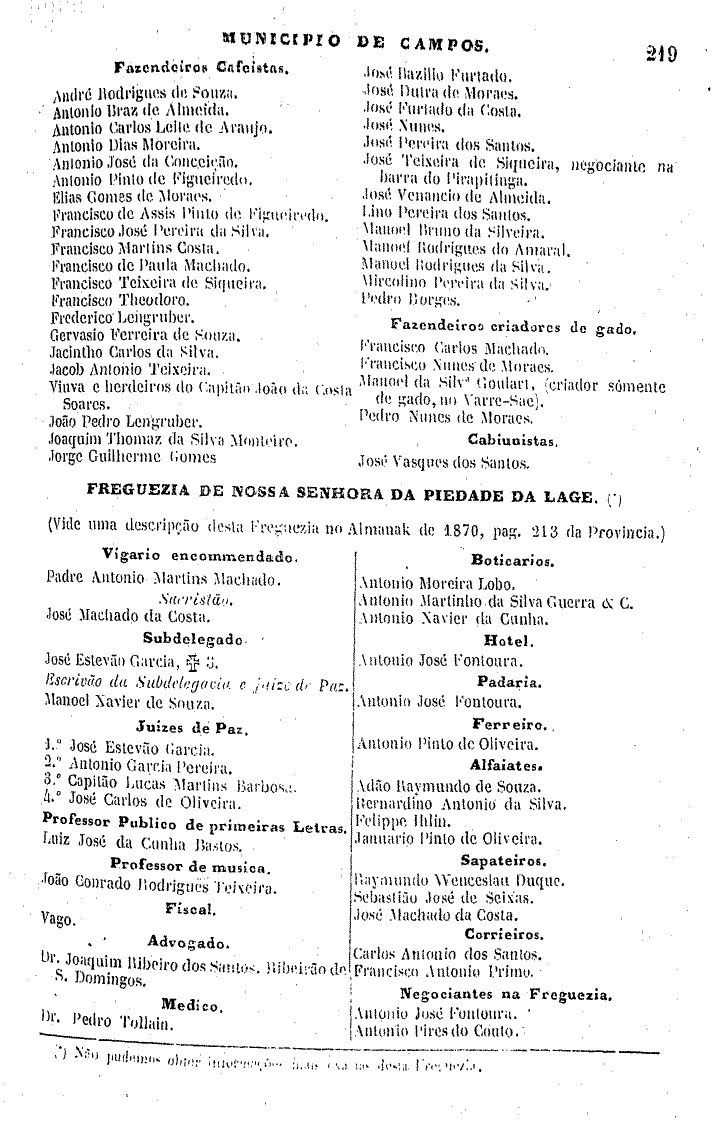 MUNICIPIO DE CAMPOS.
219
Fazendeiros Cafeistas.
André Rodrigues de Souza.
Antonio Braz de Almeida.
Antonio Carlos Leite de Araujo.
Antonio Dias Moreira.
Antonio José da Conceição.
Antonio Pinto de Figueiredo.
Elias Gomes de Moraes.
Francisco de Assis Pinto de Figueiredo.
Francisco José Pereira da Silva.
Francisco Martins Costa.
Francisco de Paula Machado.
Francisco Teixeira de Siqueira.
Francisco Theodoro.
Frederico Lengruber.
Gervasio Ferreira de Souza.
Jacintho Carlos da Silva.
Jacob Antonio Teixeira.
Viuva e herdeiros do Capitão João da Costa
Soares.
João Pedro Lengruber.
Joaquim Thomaz da Silva Monteiro.
Jorge Guilherme Gomes
José Bazilio Furtado.
José Dutra de Moraes.
José Furtado da Costa.
José Nunes.
José Pereira dos Santos.
José Teixeira de Siqueira, negociante na
barra do Pirapitinga.
José Venancio de Almeida.
Lino Pereira dos Santos.
Manoel Bruno da Silveira.
Manoel Rodrigues do Amaral.
Manoel Rodrigues da Silva.
Mircolino Pereira da Silva.
Pedro Borges.
Fazendeiros criadores de gado.
Francisco Carlos Machado.
Francisco Nunes de Moraes.
Manoel da Silvª Goulart, (criador sómente
de gado, no Varre-Sae).
Pedro Nunes de Moraes.
Cabiunistas.
José Vasques dos Santos.
FREGUEZIA DE NOSSA SENHORA DA PIEDADE DA LAGE. (*)
(Vide uma descripção desta Freguezia no Almanak de 1870, pag. 213 da Provincia.)
Vigario encommendado.
Padre Antonio Martins Machado.
Sacristão.
José Machado da Costa.
Subdelegado
José Estevão Garcia, ✠ 3.
Escrivão da Subdelegacia e juizo de Paz.
Manoel Xavier de Souza.
Juizes de Paz.
1.º José Estevão Garcia.
2.º Antonio Garcia Pereira.
3.º Capitão Lucas Martins Barbosa.
4.º José Carlos de Oliveira.
Professor Publico de primeiras Letras.
Luiz José da Cunha Bastos.
Professor de musica.
João Conrado Rodrigues Teixeira.
Fiscal.
Vago.
Advogado.
Dr. Joaquim Ribeiro dos Santos. Ribeirão de
S. Domingos.
Medico.
Dr. Pedro Tollain.
Boticarios.
Antonio Moreira Lobo.
Antonio Martinho da Silva Guerra & C.
Antonio Xavier da Cunha.
Hotel.
Antonio José Fontoura.
Padaria.
Antonio José Fontoura.
Ferreiro.
Antonio Pinto de Oliveira.
Alfaiates.
Adão Raymundo de Souza.
Bernardino Antonio da Silva.
Felippe Ihlin.
Januario Pinto de Oliveira.
Sapateiros.
Raymundo Wenceslau Duque.
Sebastião José de Seixas.
José Machado da Costa.
Corrieiros.
Carlos Antonio dos Santos.
Francisco Antonio Primo.
Negociantes na Freguezia.
Antonio José Fontoura.
Antonio Pires do Couto.
(*) Não pudemos obter informações mais exactas desta Freguezia.